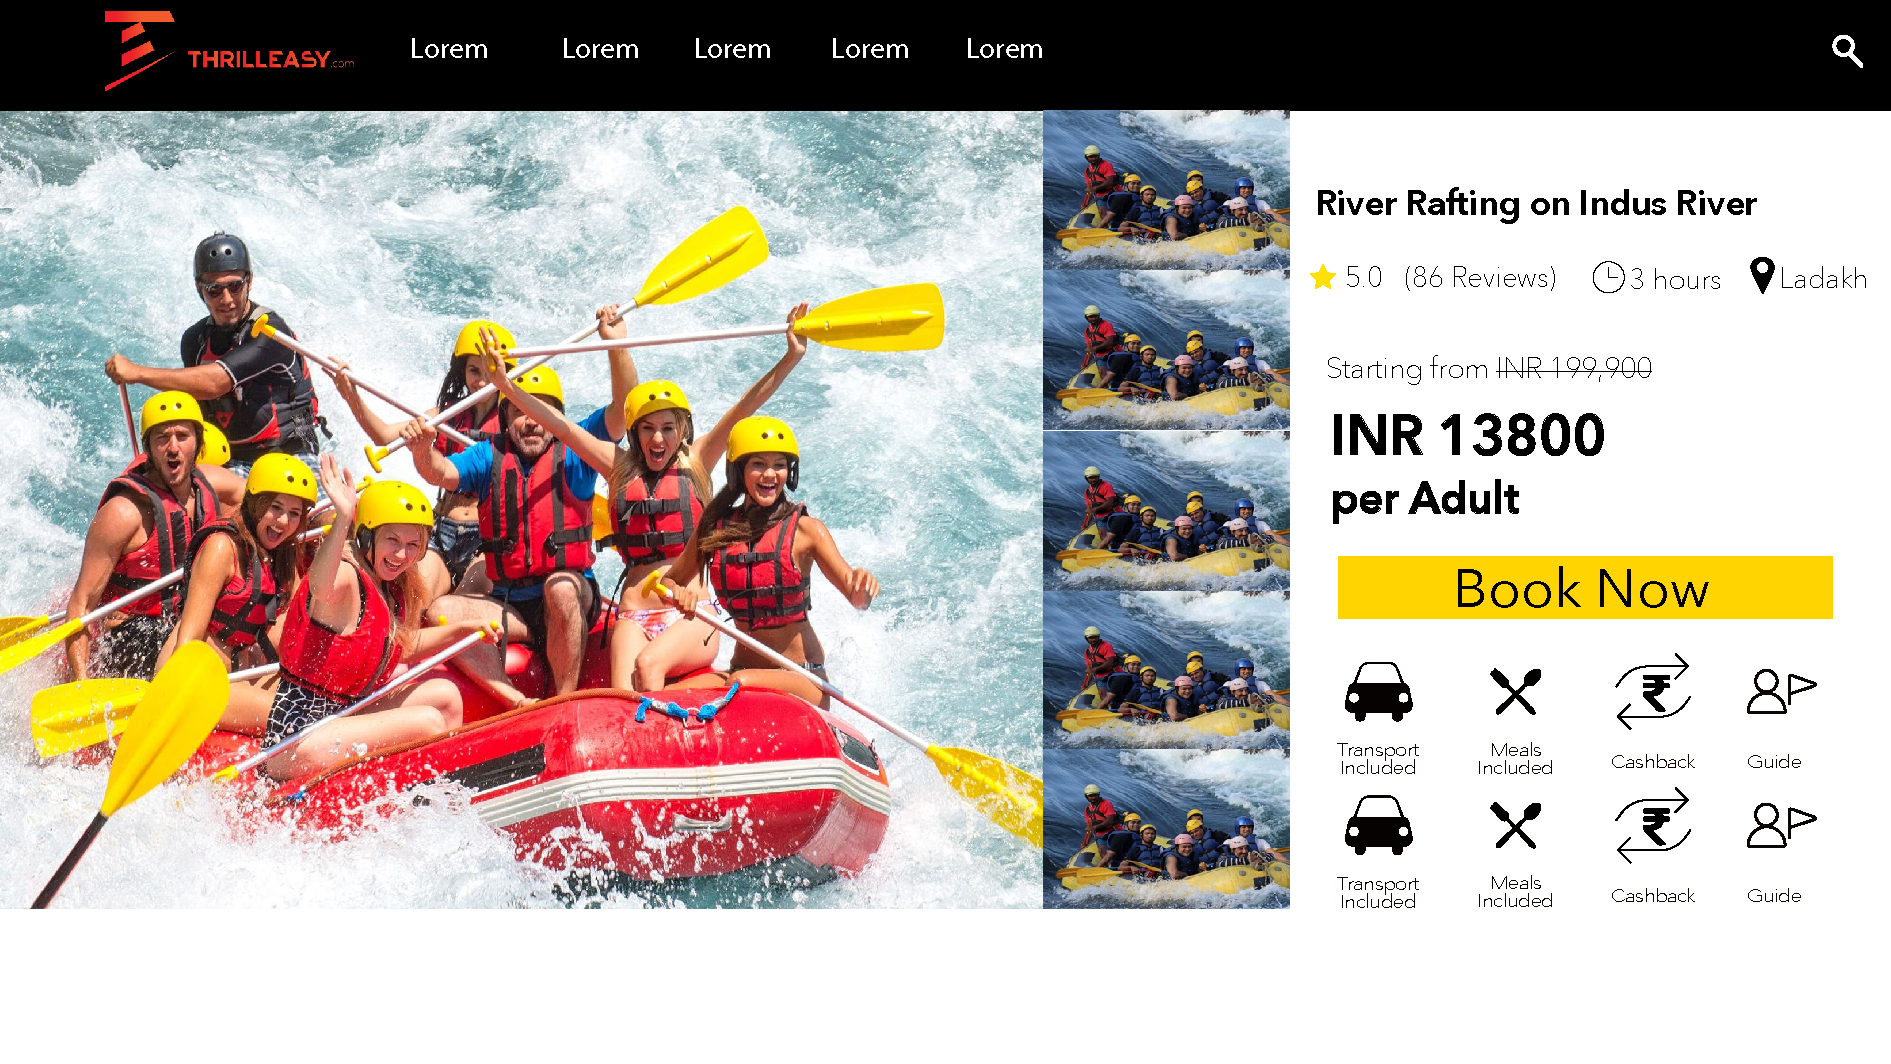 THRILLEASY.com
Lorem Lorem Lorem Lorem Lorem
River Rafting on Indus River
5.0 (86 Reviews) 3 hours Ladakh
Starting from INR 199,900
INR 13800
per Adult
Book Now
Transport Included
Meals Included
Cashback
Guide
Transport Included
Meals Included
Cashback
Guide